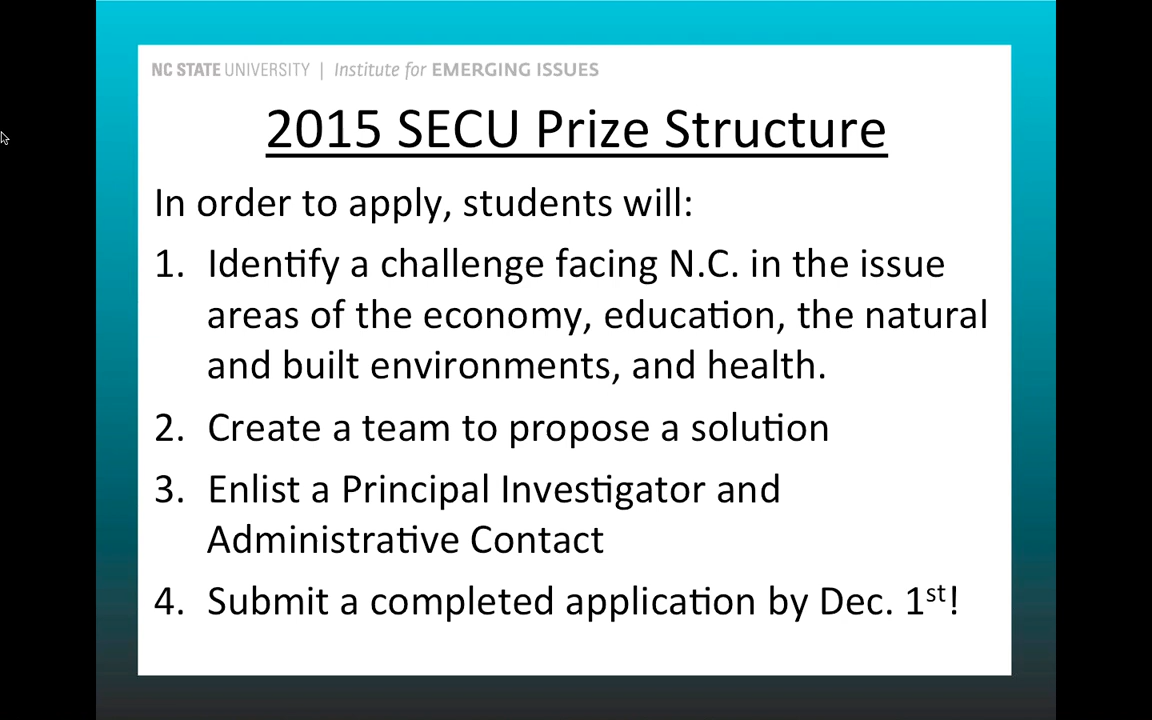 NC STATE UNIVERSITY | Institute for EMERGING ISSUES
2015 SECU Prize Structure
In order to apply, students will:
1. Identify a challenge facing N.C. in the issue
areas of the economy, education, the natural
and built environments, and health.
2. Create a team to propose a solution
3. Enlist a Principal Investigator and
Administrative Contact
4. Submit a completed application by Dec. 1st!